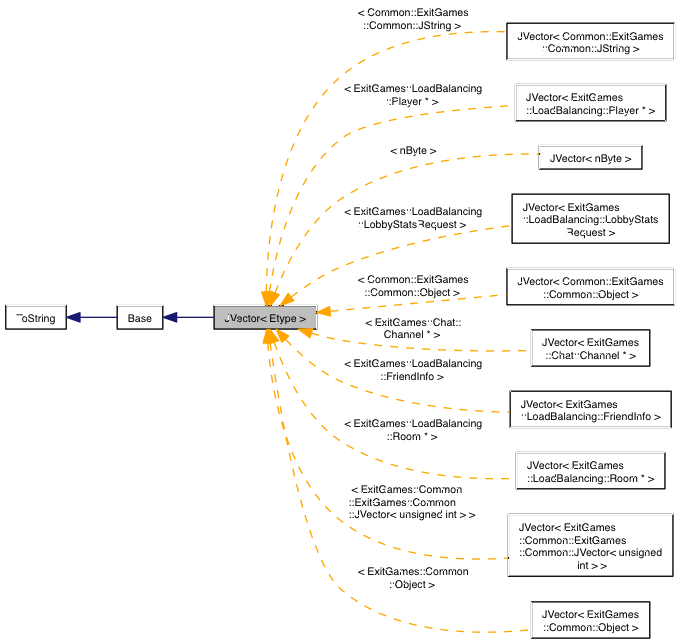 < Common::ExitGames
::Common::JString >
JVector< Common::ExitGames
::Common::JString >
< ExitGames::LoadBalancing
::Player * >
JVector< ExitGames
::LoadBalancing::Player * >
< nByte >
JVector< nByte >
< ExitGames::LoadBalancing
::LobbyStatsRequest >
JVector< ExitGames
::LoadBalancing::LobbyStats
Request >
< Common::ExitGames
::Common::Object >
JVector< Common::ExitGames
::Common::Object >
ToString
Base
JVector< Etype >
< ExitGames::Chat::
Channel * >
JVector< ExitGames
::Chat::Channel * >
< ExitGames::LoadBalancing
::FriendInfo >
JVector< ExitGames
::LoadBalancing::FriendInfo >
< ExitGames::LoadBalancing
::Room * >
JVector< ExitGames
::LoadBalancing::Room * >
< ExitGames::Common
::ExitGames::Common
::JVector< unsigned int > >
JVector< ExitGames
::Common::ExitGames
::Common::JVector< unsigned
int > >
< ExitGames::Common
::Object >
JVector< ExitGames
::Common::Object >